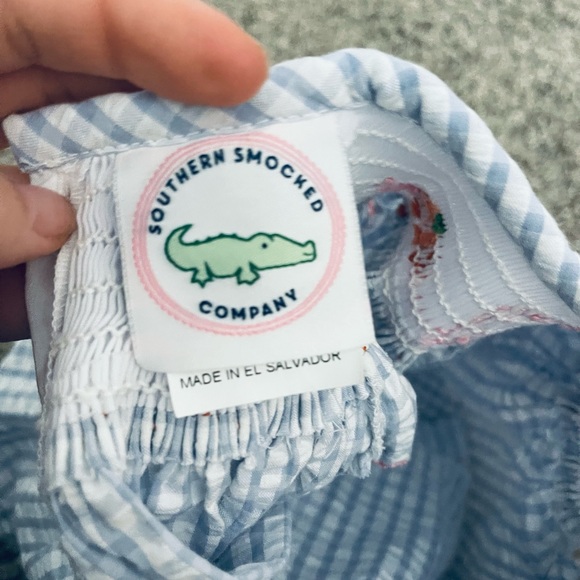 SOUTHERN SMOCKED
COMPANY
MADE IN EL SALVADOR